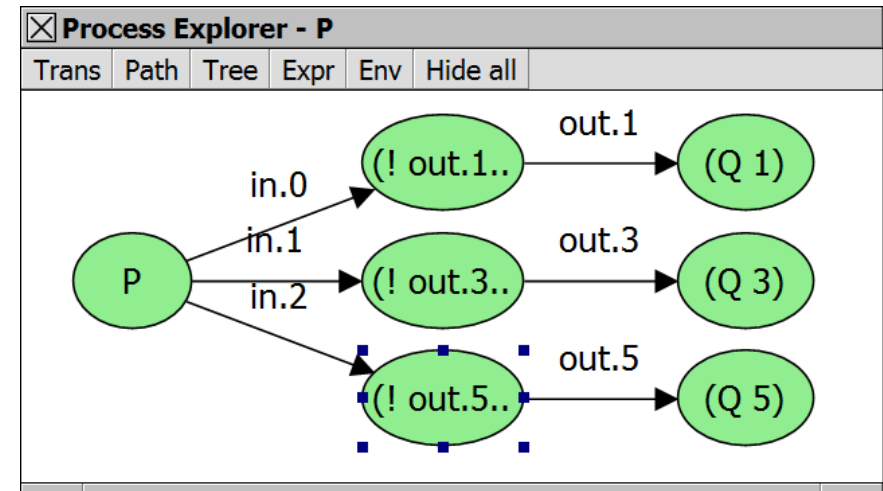 Process Explorer - P
Trans Path Tree Expr Env Hide all
out.1
(! out.1..
(Q 1)
in.0
in.1
out.3
P
(! out.3..
(Q 3)
in.2
out.5
(! out.5..
(Q 5)